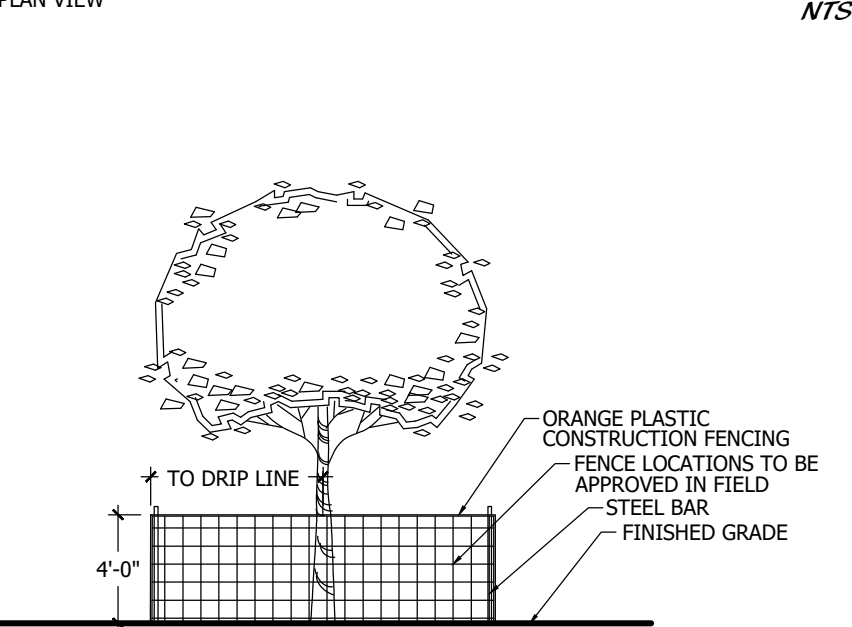 PLAN VIEW
NTS
ORANGE PLASTIC
CONSTRUCTION FENCING
FENCE LOCATIONS TO BE
APPROVED IN FIELD
TO DRIP LINE
STEEL BAR
FINISHED GRADE
4'-0"